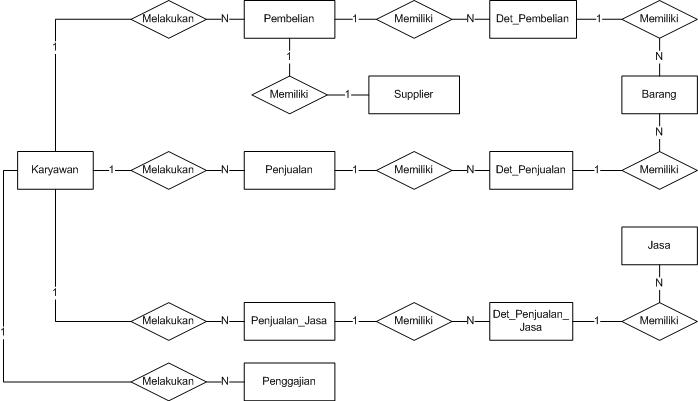 Melakukan N Pembelian 1 Memiliki N Det_Pembelian 1 Memiliki
1 1 N
Memiliki 1 Supplier Barang
N
Karyawan 1 Melakukan N Penjualan 1 Memiliki N Det_Penjualan 1 Memiliki
Jasa
1 N
Melakukan N Penjualan_Jasa 1 Memiliki N Det_Penjualan_
Jasa 1 Memiliki
1
Melakukan N Penggajian